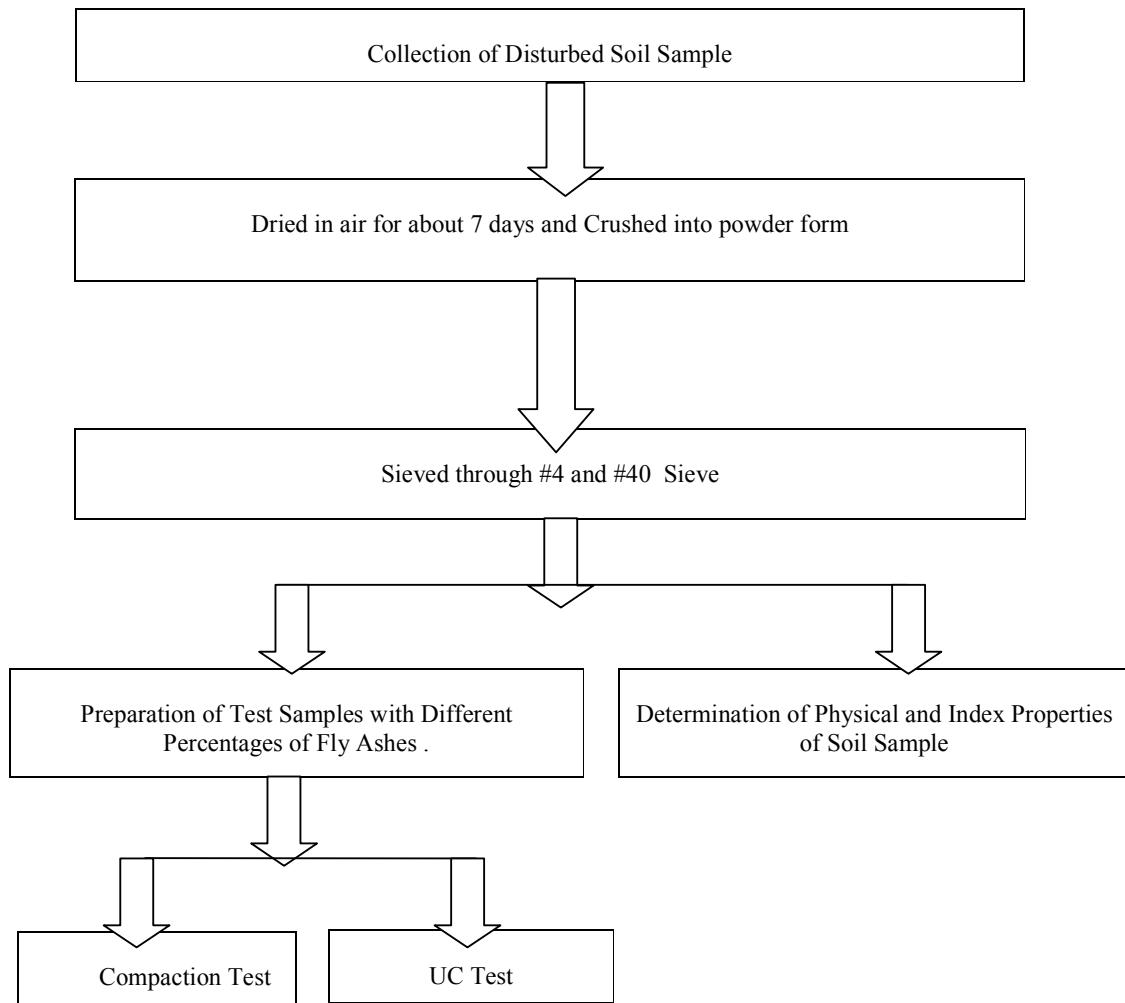 Collection of Disturbed Soil Sample
Dried in air for about 7 days and Crushed into powder form
Sieved through #4 and #40 Sieve
Preparation of Test Samples with Different
Percentages of Fly Ashes .
Determination of Physical and Index Properties
of Soil Sample
Compaction Test
UC Test